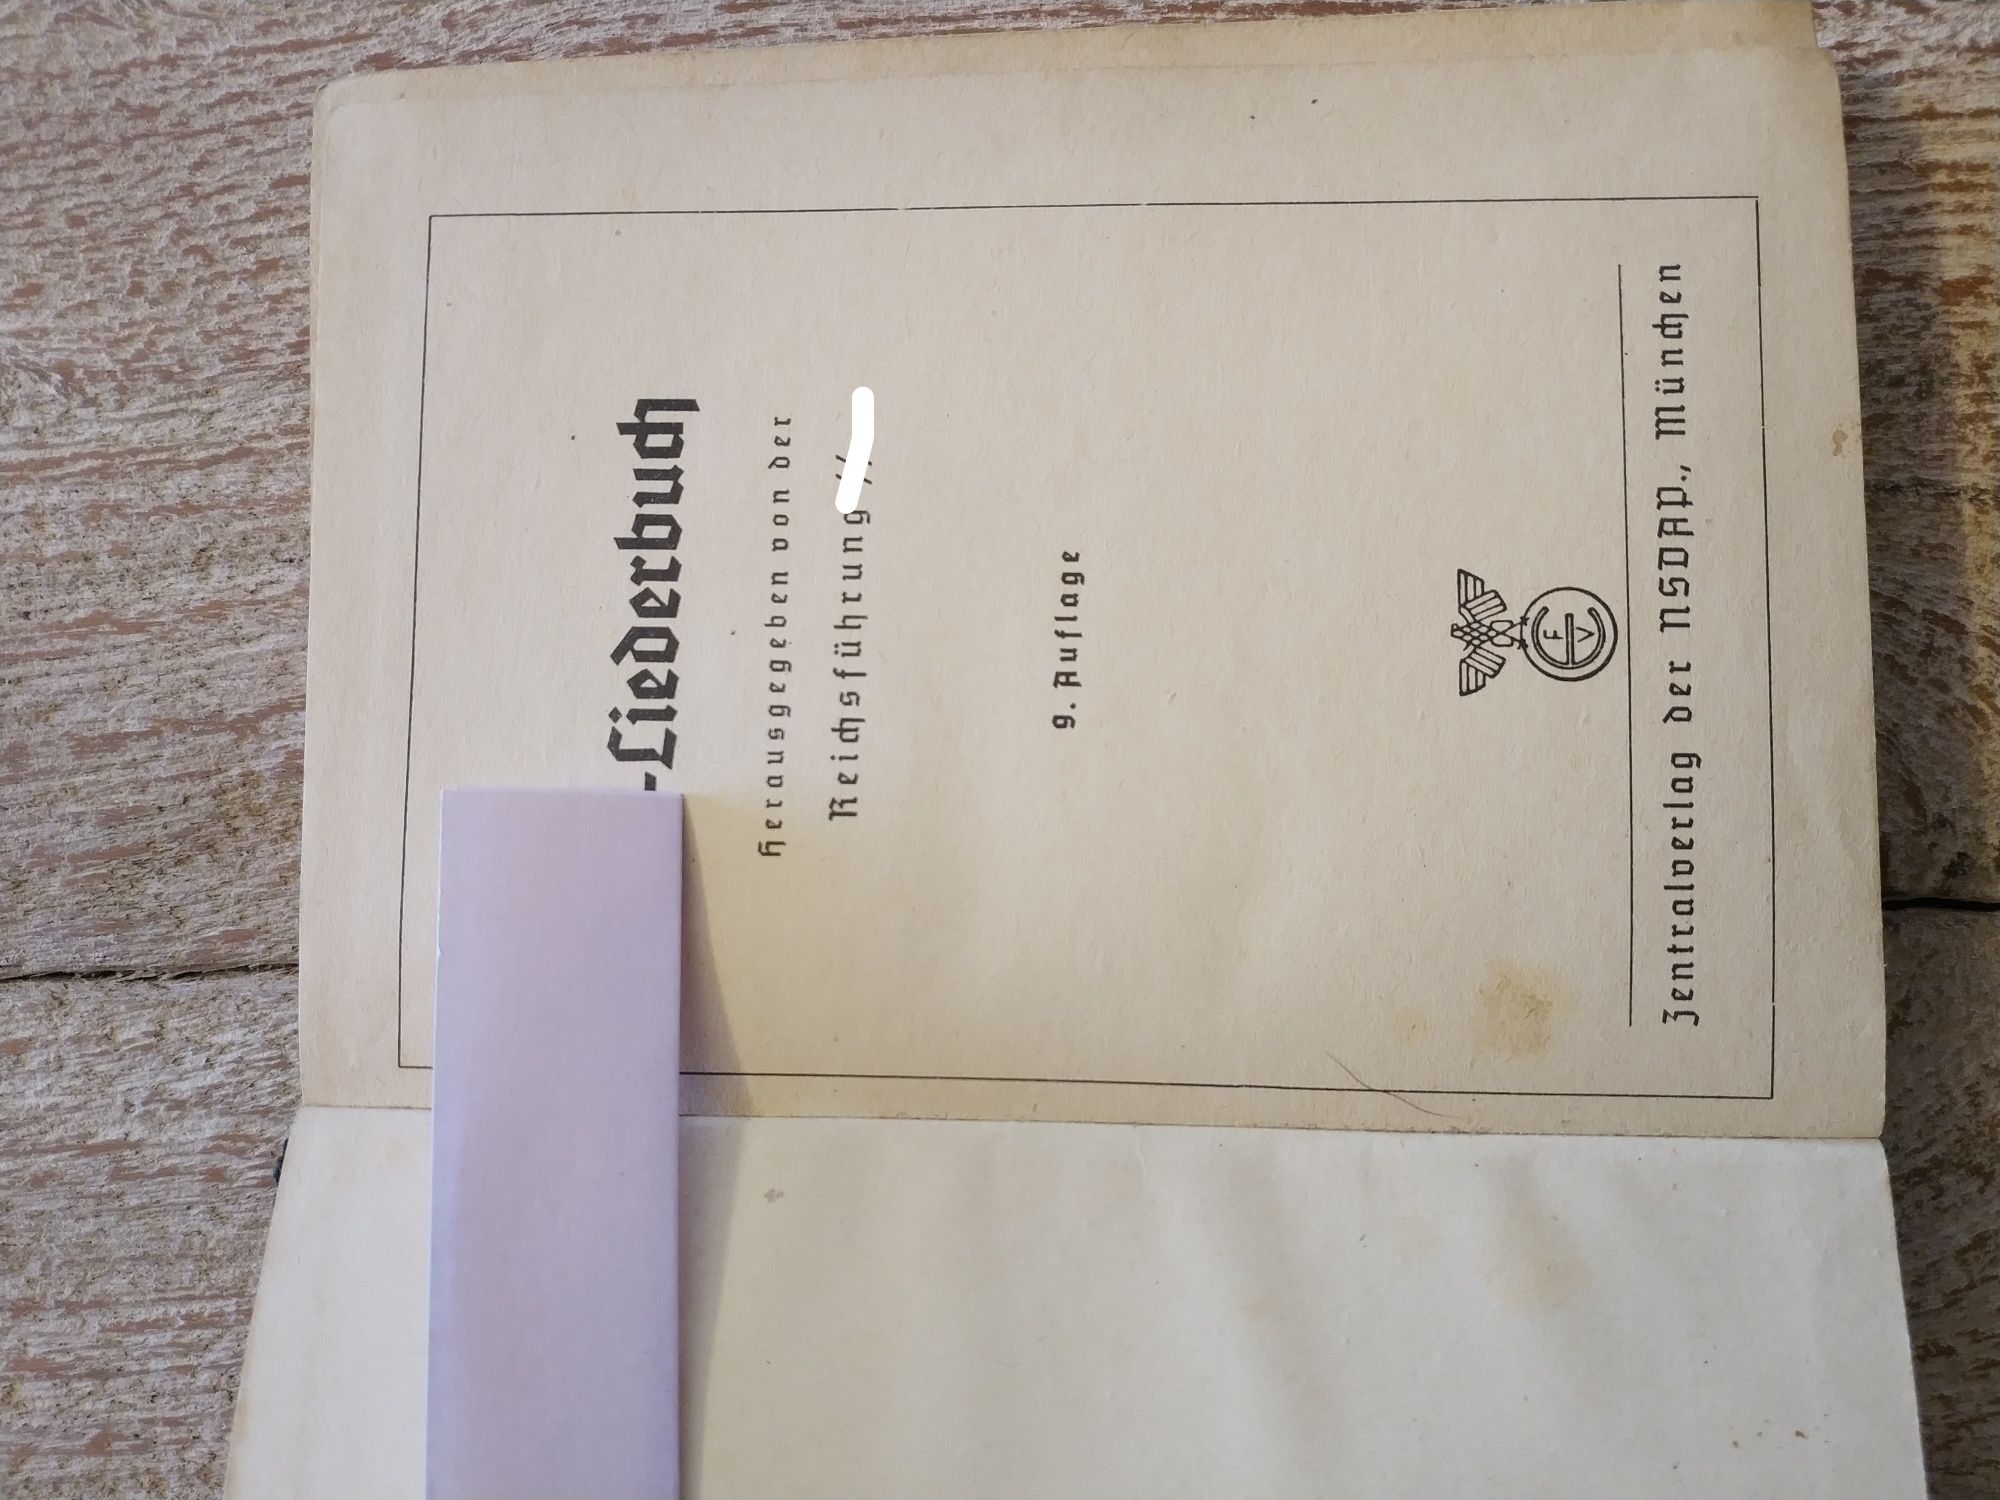 -Liederbuch
Herausgegeben von der
Reichsführung
9. Auflage
F
V
Zentralverlag der NSDAP., München